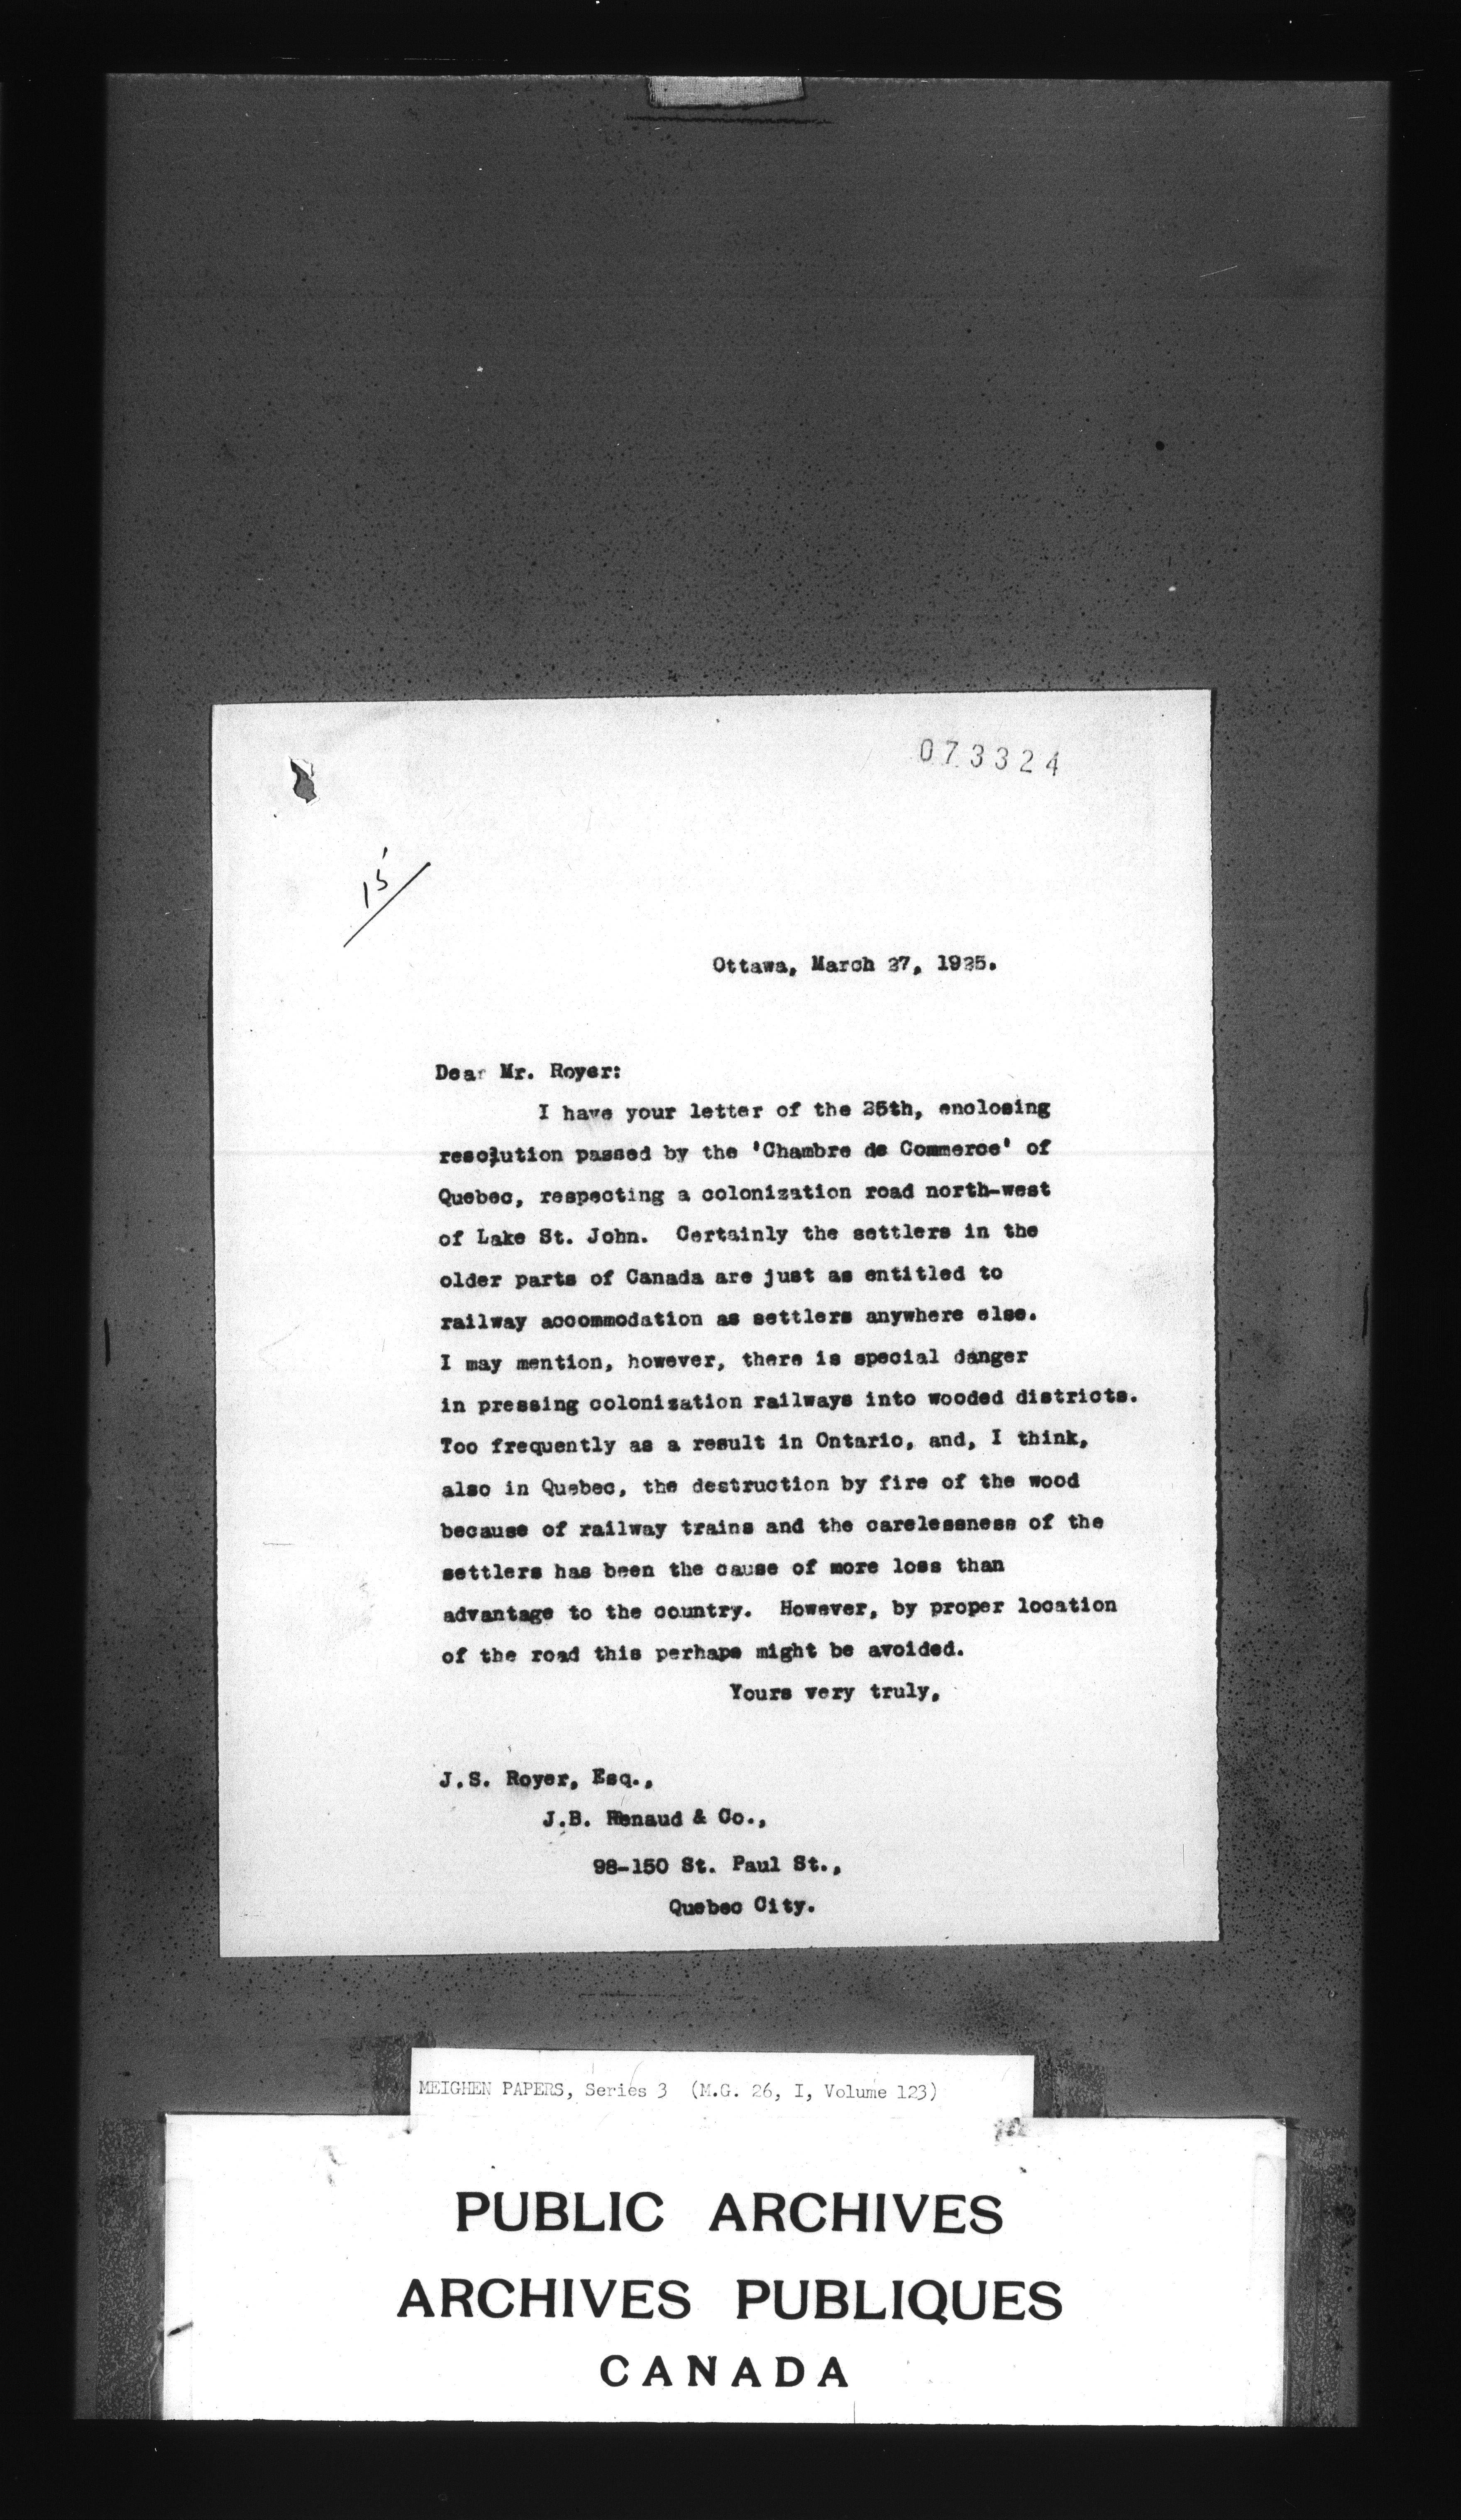 073324
15
Ottawa, March 27, 1925.
Dear Mr. Royer:
I have your letter of the 25th, enclosing
resolution passed by the 'Chambre de Commerce' of
Quebec, respecting a colonization road north-west
of Lake St. John. Certainly the settlers in the
older parts of Canada are just as entitled to
railway accommodation as settlers anywhere else.
I may mention, however, there is special danger
in pressing colonization railways into wooded districts.
Too frequently as a result in Ontario, and, I think,
also in Quebec, the destruction by fire of the wood
because of railway trains and the carelessness of the
settlers has been the cause of more loss than
advantage to the country. However, by proper location
of the road this perhaps might be avoided.
Yours very truly,
J.S. Royer, Esq.,
J.B. Renaud & Co.,
98-150 St. Paul St.,
Quebec City.
MEIGHEN PAPERS, Series 3 (M.G. 26, I, Volume 123)
PUBLIC ARCHIVES
ARCHIVES PUBLIQUES
CANADA